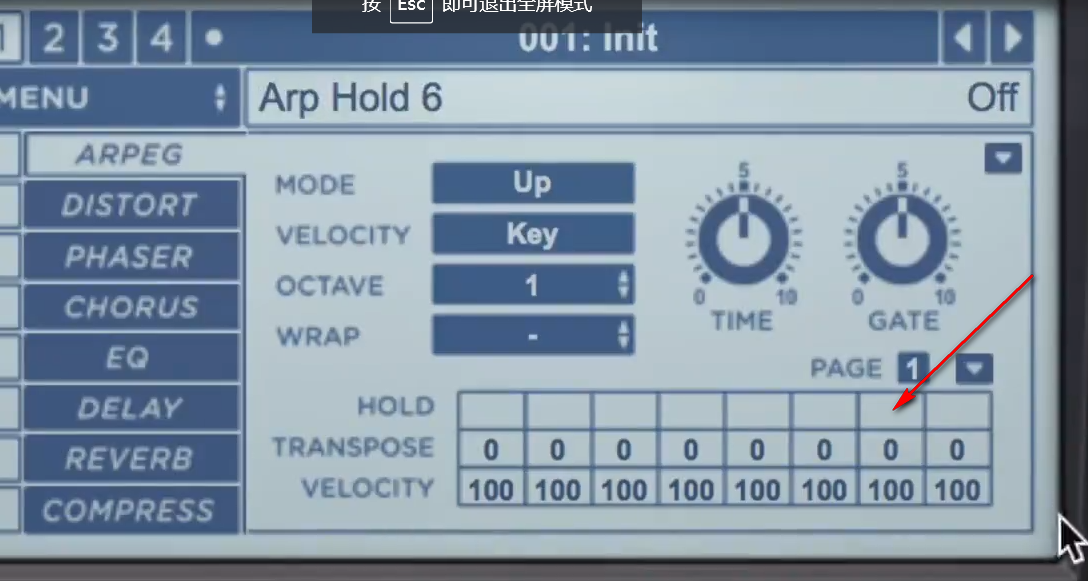 按 Esc 即可退出全屏模式
1 2 3 4 001: Init
MENU
Arp Hold 6 Off
ARPEG
DISTORT
PHASER
CHORUS
EQ
DELAY
REVERB
COMPRESS
MODE Up
VELOCITY Key
OCTAVE 1
WRAP -
5
0 10
TIME
5
0 10
GATE
PAGE 1
HOLD
TRANSPOSE 0 0 0 0 0 0 0 0
VELOCITY 100 100 100 100 100 100 100 100